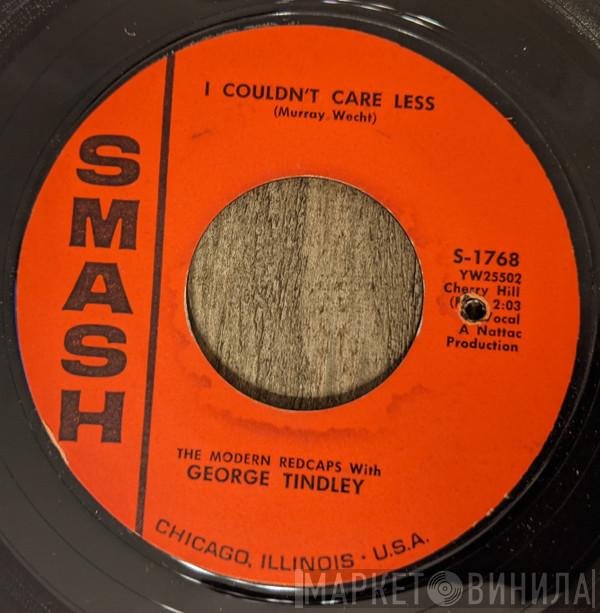 I COULDN'T CARE LESS
(Murray Wecht)
SMASH
S-1768
YW25502
Cherry Hill
2:03
Vocal
A Nattac
Production
THE MODERN REDCAPS With
GEORGE TINDLEY
CHICAGO, ILLINOIS · U.S.A.
МАРКЕТ ВИНИЛА